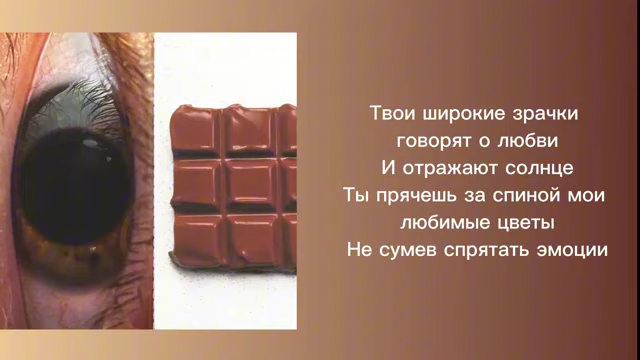 Твои широкие зрачки
говорят о любви
И отражают солнце
Ты прячешь за спиной мои
любимые цветы
Не сумев спрятать эмоции